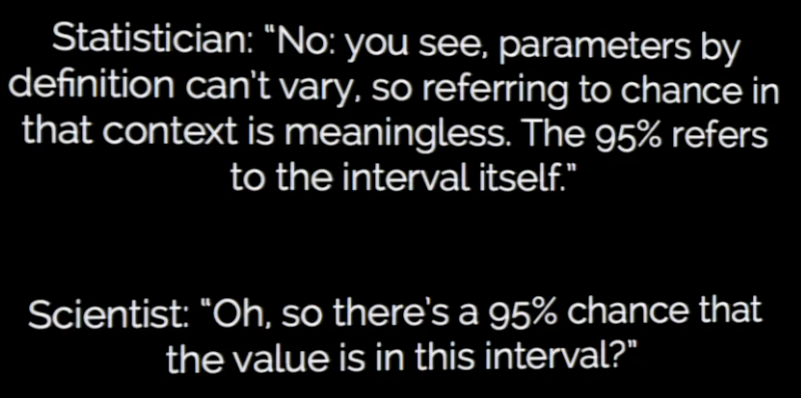 Statistician: "No: you see, parameters by
definition can't vary, so referring to chance in
that context is meaningless. The 95% refers
to the interval itself."
Scientist: "Oh, so there's a 95% chance that
the value is in this interval?"